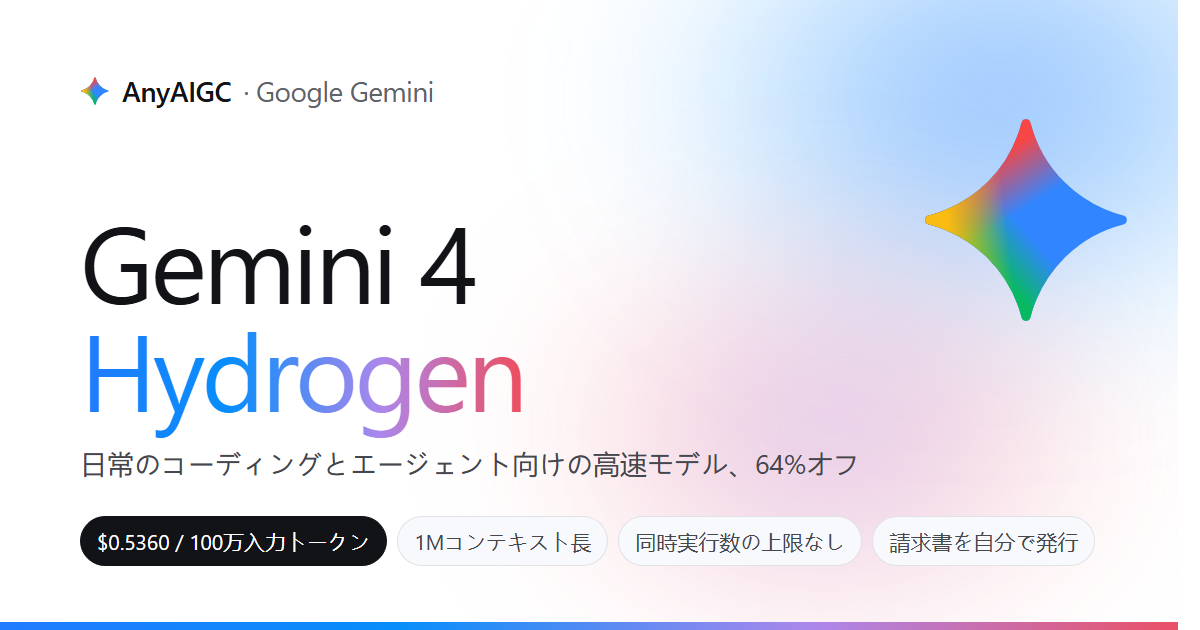 AnyAIGC · Google Gemini
Gemini 4
Hydrogen
日常のコーディングとエージェント向けの高速モデル、64%オフ
$0.5360 / 100万入力トークン
1Mコンテキスト長
同時実行数の上限なし
請求書を自分で発行